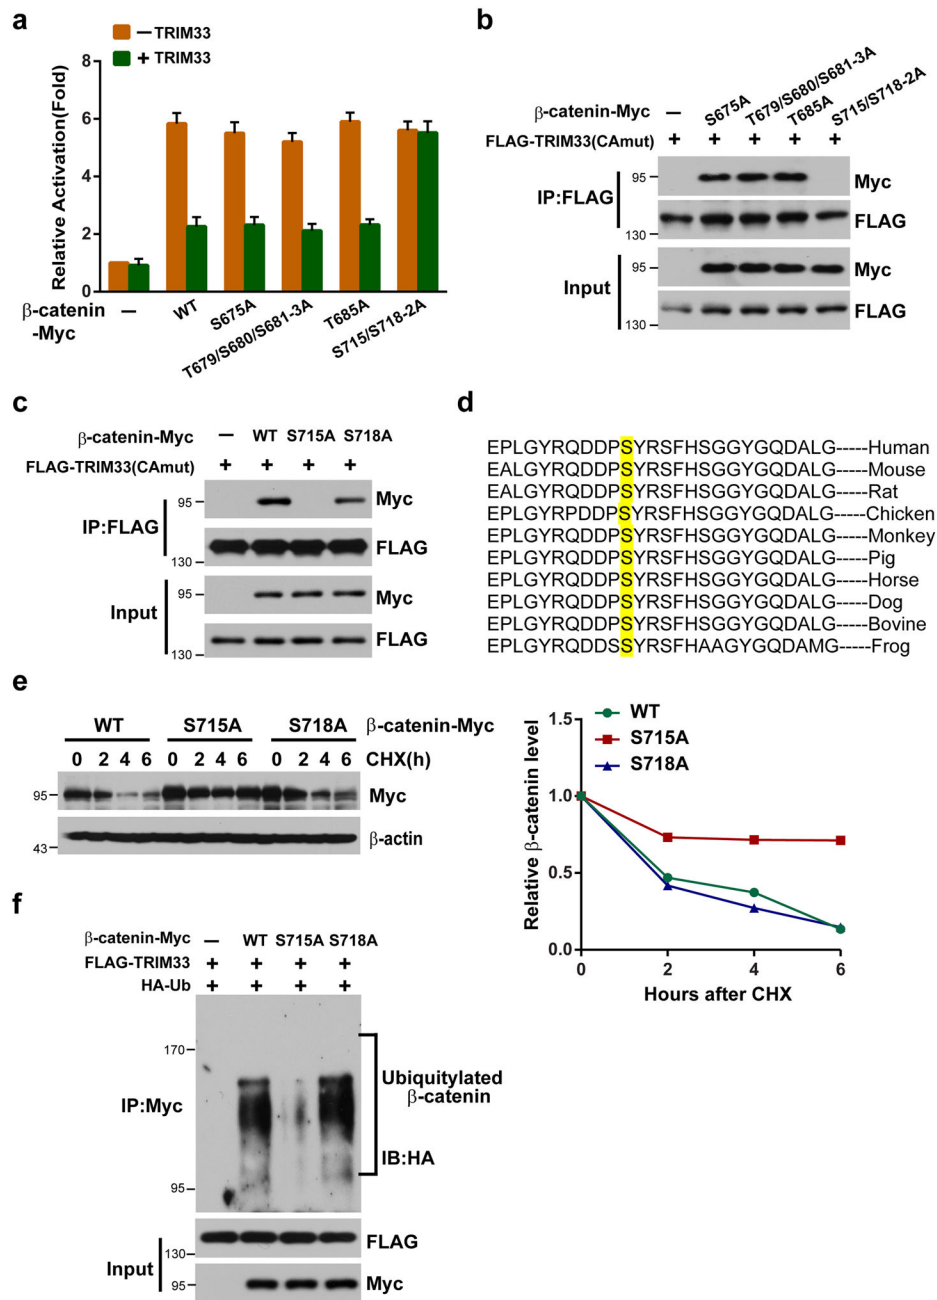 a
— TRIM33
+ TRIM33
Relative Activation(Fold)
8
6
4
2
0
β-catenin
-Myc
—
WT
S675A
T679/S680/S681-3A
T685A
S715/S718-2A
b
β-catenin-Myc
—
S675A
T679/S680/S681-3A
T685A
S715/S718-2A
FLAG-TRIM33(CAmut) + + + + +
IP:FLAG
95
Myc
FLAG
130
Input
95
Myc
FLAG
130
c
β-catenin-Myc — WT S715A S718A
FLAG-TRIM33(CAmut) + + + +
IP:FLAG
95
Myc
FLAG
130
Input
95
Myc
FLAG
130
d
EPLGYRQDDPSYRSFHSGGYGQDALG-----Human
EALGYRQDDPSYRSFHSGGYGQDALG-----Mouse
EALGYRQDDPSYRSFHSGGYGQDALG-----Rat
EPLGYRPDDPSYRSFHSGGYGQDALG-----Chicken
EPLGYRQDDPSYRSFHSGGYGQDALG-----Monkey
EPLGYRQDDPSYRSFHSGGYGQDALG-----Pig
EPLGYRQDDPSYRSFHSGGYGQDALG-----Horse
EPLGYRQDDPSYRSFHSGGYGQDALG-----Dog
EPLGYRQDDPSYRSFHSGGYGQDALG-----Bovine
EPLGYRQDDSSYRSFHAAGYGQDAMG-----Frog
e
WT S715A S718A β-catenin-Myc
0 2 4 6 0 2 4 6 0 2 4 6 CHX(h)
95
Myc
β-actin
43
WT
S715A
S718A
Relative β-catenin level
1.5
1.0
0.5
0.0
0 2 4 6
Hours after CHX
f
β-catenin-Myc — WT S715A S718A
FLAG-TRIM33 + + + +
HA-Ub + + + +
170
IP:Myc
Ubiquitylated
β-catenin
IB:HA
95
Input
FLAG
130
95
Myc